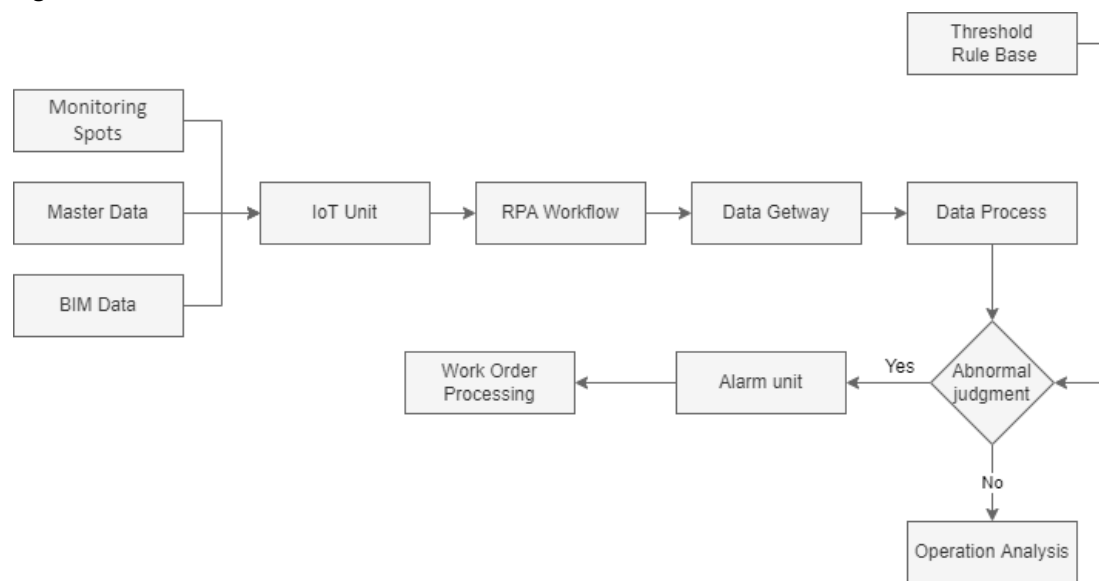 Threshold
Rule Base
Monitoring
Spots
Master Data
IoT Unit
RPA Workflow
Data Getway
Data Process
BIM Data
Work Order
Processing
Alarm unit
Yes
Abnormal
judgment
No
Operation Analysis